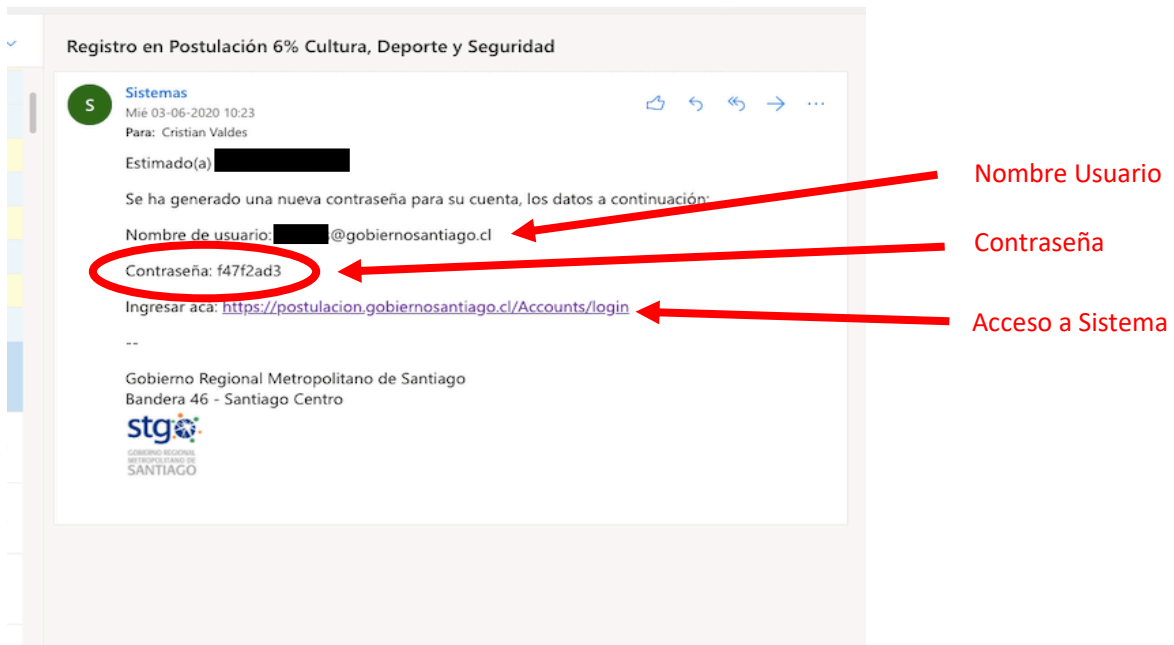 Registro en Postulación 6% Cultura, Deporte y Seguridad
S
Sistemas
Mié 03-06-2020 10:23
Para: Cristian Valdes
Estimado(a)
Se ha generado una nueva contraseña para su cuenta, los datos a continuación:
Nombre de usuario: @gobiernosantiago.cl
Contraseña: f47f2ad3
Ingresar acá: https://postulacion.gobiernosantiago.cl/Accounts/login
--
Gobierno Regional Metropolitano de Santiago
Bandera 46 - Santiago Centro
stgo
GOBIERNO REGIONAL
METROPOLITANO DE
SANTIAGO
Nombre Usuario
Contraseña
Acceso a Sistema